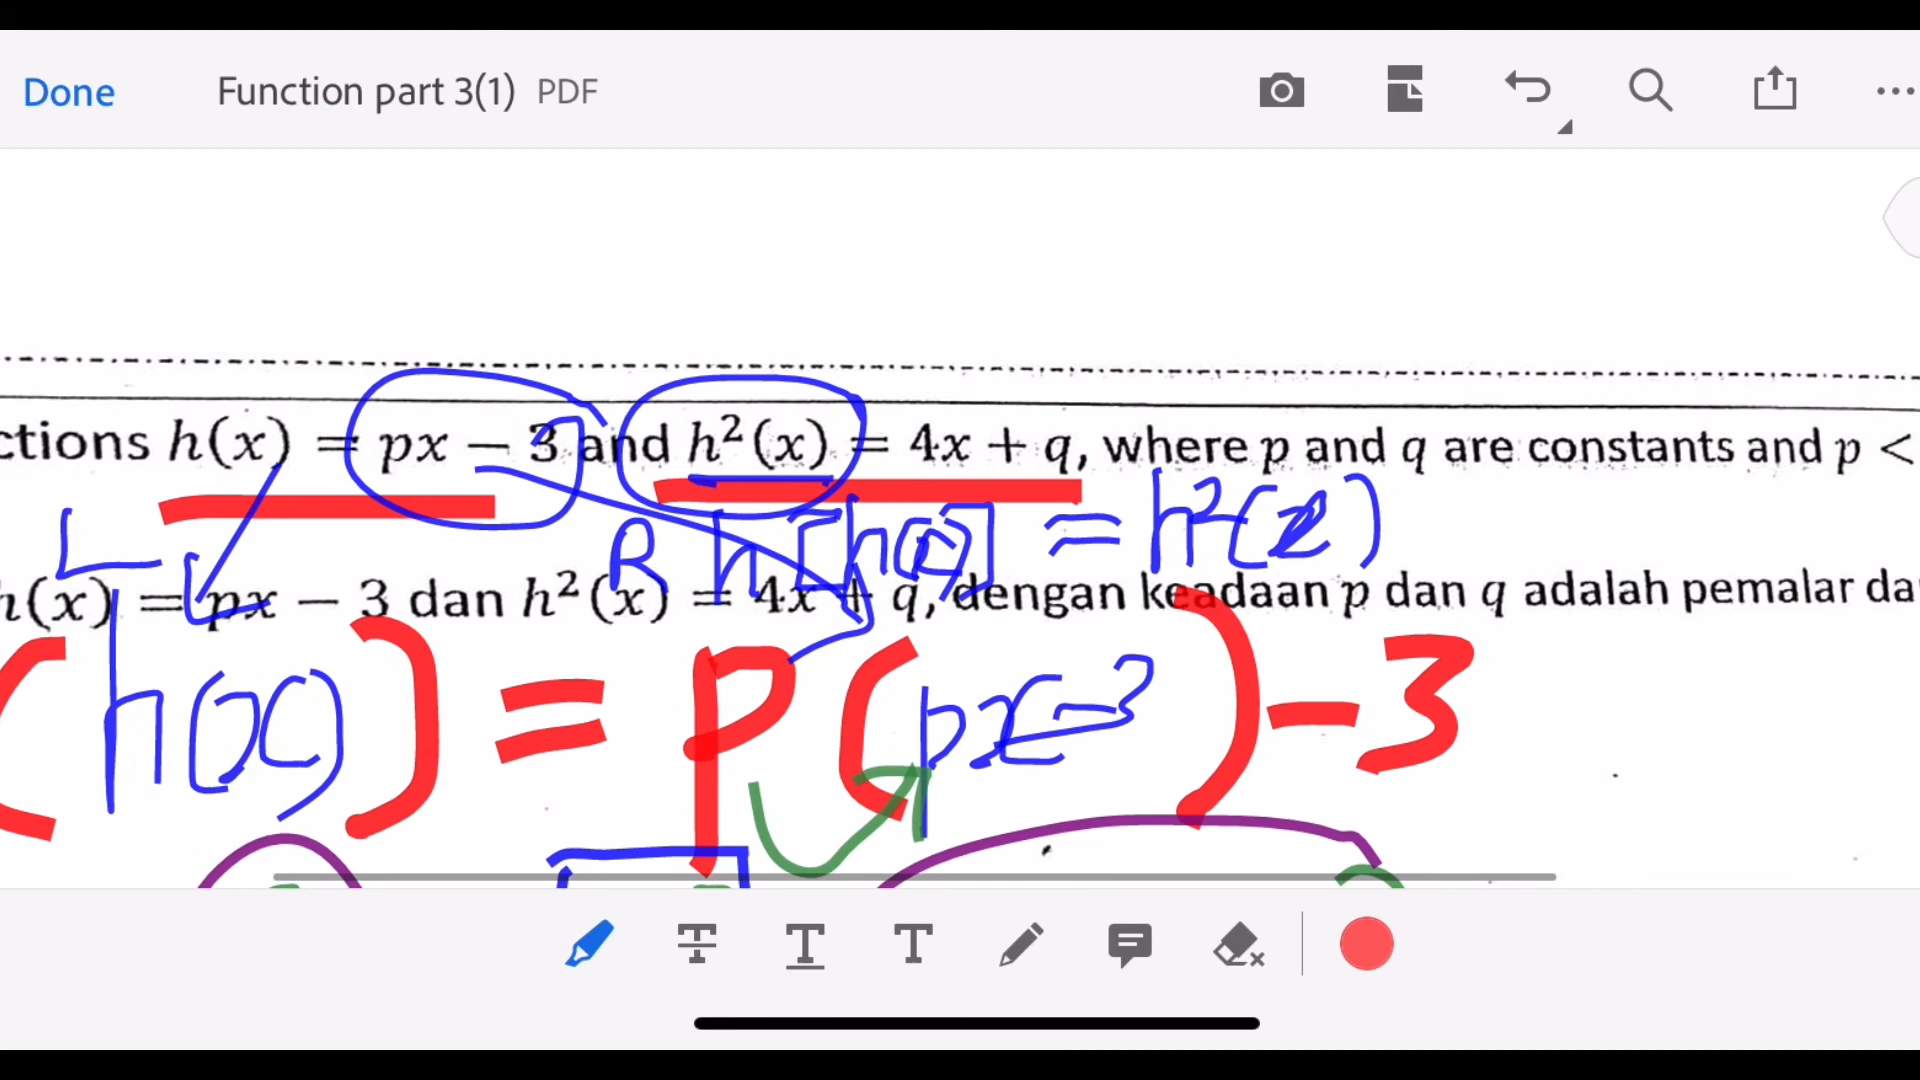 Done Function part 3(1) PDF
ctions h(x) = px − 3 and h²(x) = 4x + q, where p and q are constants and p <
h[h(x)] = h²(x)
h(x) = px − 3 dan h²(x) = 4x + q, dengan keadaan p dan q adalah pemalar da
(h(x)) = p(px−3)−3